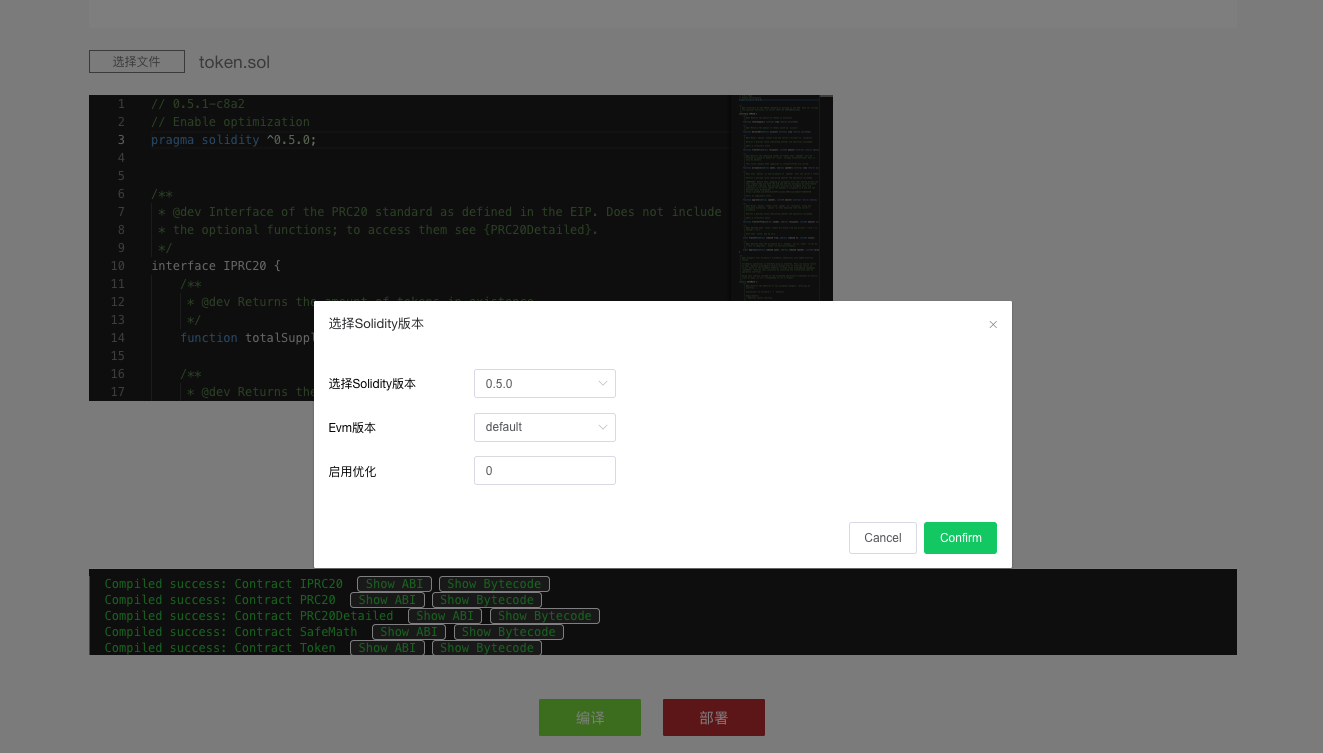 选择文件 token.sol
1 // 0.5.1-c8a2
2 // Enable optimization
3 pragma solidity ^0.5.0;
4
5
6 /**
7 * @dev Interface of the PRC20 standard as defined in the EIP. Does not include
8 * the optional functions; to access them see {PRC20Detailed}.
9 */
10 interface IPRC20 {
11 /**
12 * @dev Returns the amount of tokens in existence
13 */
14 function totalSuppl
15
16 /**
17 * @dev Returns the
选择Solidity版本 ×
选择Solidity版本 0.5.0
Evm版本 default
启用优化 0
Cancel Confirm
Compiled success: Contract IPRC20 Show ABI Show Bytecode
Compiled success: Contract PRC20 Show ABI Show Bytecode
Compiled success: Contract PRC20Detailed Show ABI Show Bytecode
Compiled success: Contract SafeMath Show ABI Show Bytecode
Compiled success: Contract Token Show ABI Show Bytecode
编译 部署